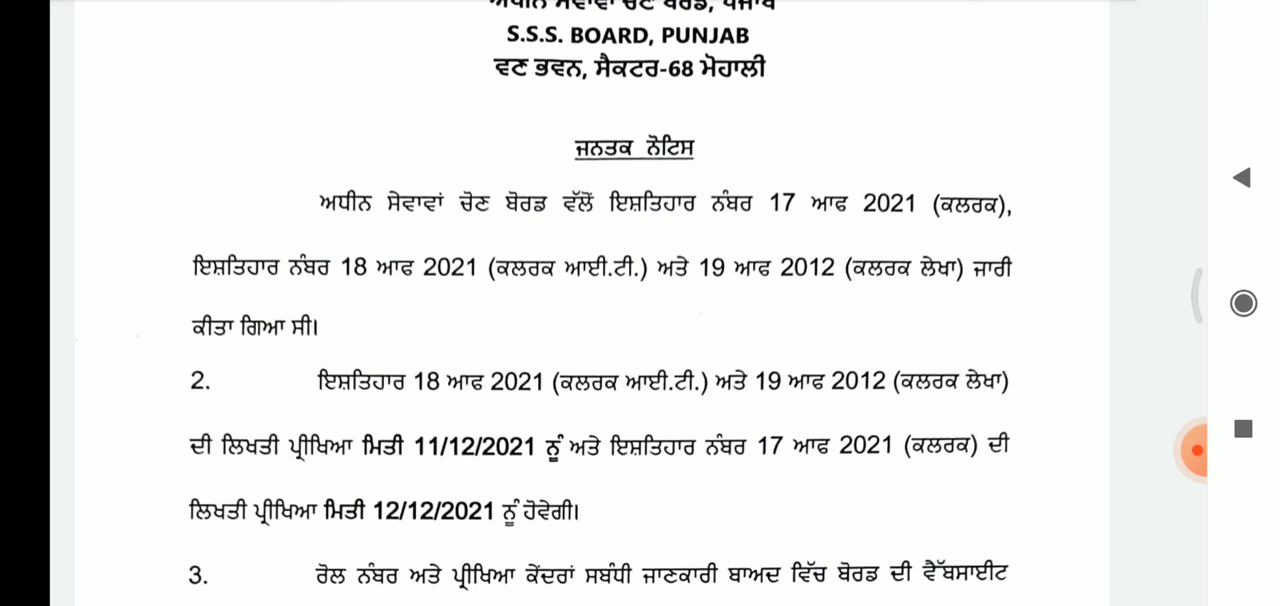 ਅਧੀਨ ਸੇਵਾਵਾਂ ਚੋਣ ਬੋਰਡ, ਪੰਜਾਬ
S.S.S. BOARD, PUNJAB
ਵਣ ਭਵਨ, ਸੈਕਟਰ-68 ਮੋਹਾਲੀ
ਜਨਤਕ ਨੋਟਿਸ
ਅਧੀਨ ਸੇਵਾਵਾਂ ਚੋਣ ਬੋਰਡ ਵੱਲੋਂ ਇਸ਼ਤਿਹਾਰ ਨੰਬਰ 17 ਆਫ 2021 (ਕਲਰਕ),
ਇਸ਼ਤਿਹਾਰ ਨੰਬਰ 18 ਆਫ 2021 (ਕਲਰਕ ਆਈ.ਟੀ.) ਅਤੇ 19 ਆਫ 2012 (ਕਲਰਕ ਲੇਖਾ) ਜਾਰੀ
ਕੀਤਾ ਗਿਆ ਸੀ।
2. ਇਸ਼ਤਿਹਾਰ 18 ਆਫ 2021 (ਕਲਰਕ ਆਈ.ਟੀ.) ਅਤੇ 19 ਆਫ 2012 (ਕਲਰਕ ਲੇਖਾ)
ਦੀ ਲਿਖਤੀ ਪ੍ਰੀਖਿਆ ਮਿਤੀ 11/12/2021 ਨੂੰ ਅਤੇ ਇਸ਼ਤਿਹਾਰ ਨੰਬਰ 17 ਆਫ 2021 (ਕਲਰਕ) ਦੀ
ਲਿਖਤੀ ਪ੍ਰੀਖਿਆ ਮਿਤੀ 12/12/2021 ਨੂੰ ਹੋਵੇਗੀ।
3. ਰੋਲ ਨੰਬਰ ਅਤੇ ਪ੍ਰੀਖਿਆ ਕੇਂਦਰਾਂ ਸਬੰਧੀ ਜਾਣਕਾਰੀ ਬਾਅਦ ਵਿੱਚ ਬੋਰਡ ਦੀ ਵੈੱਬਸਾਈਟ